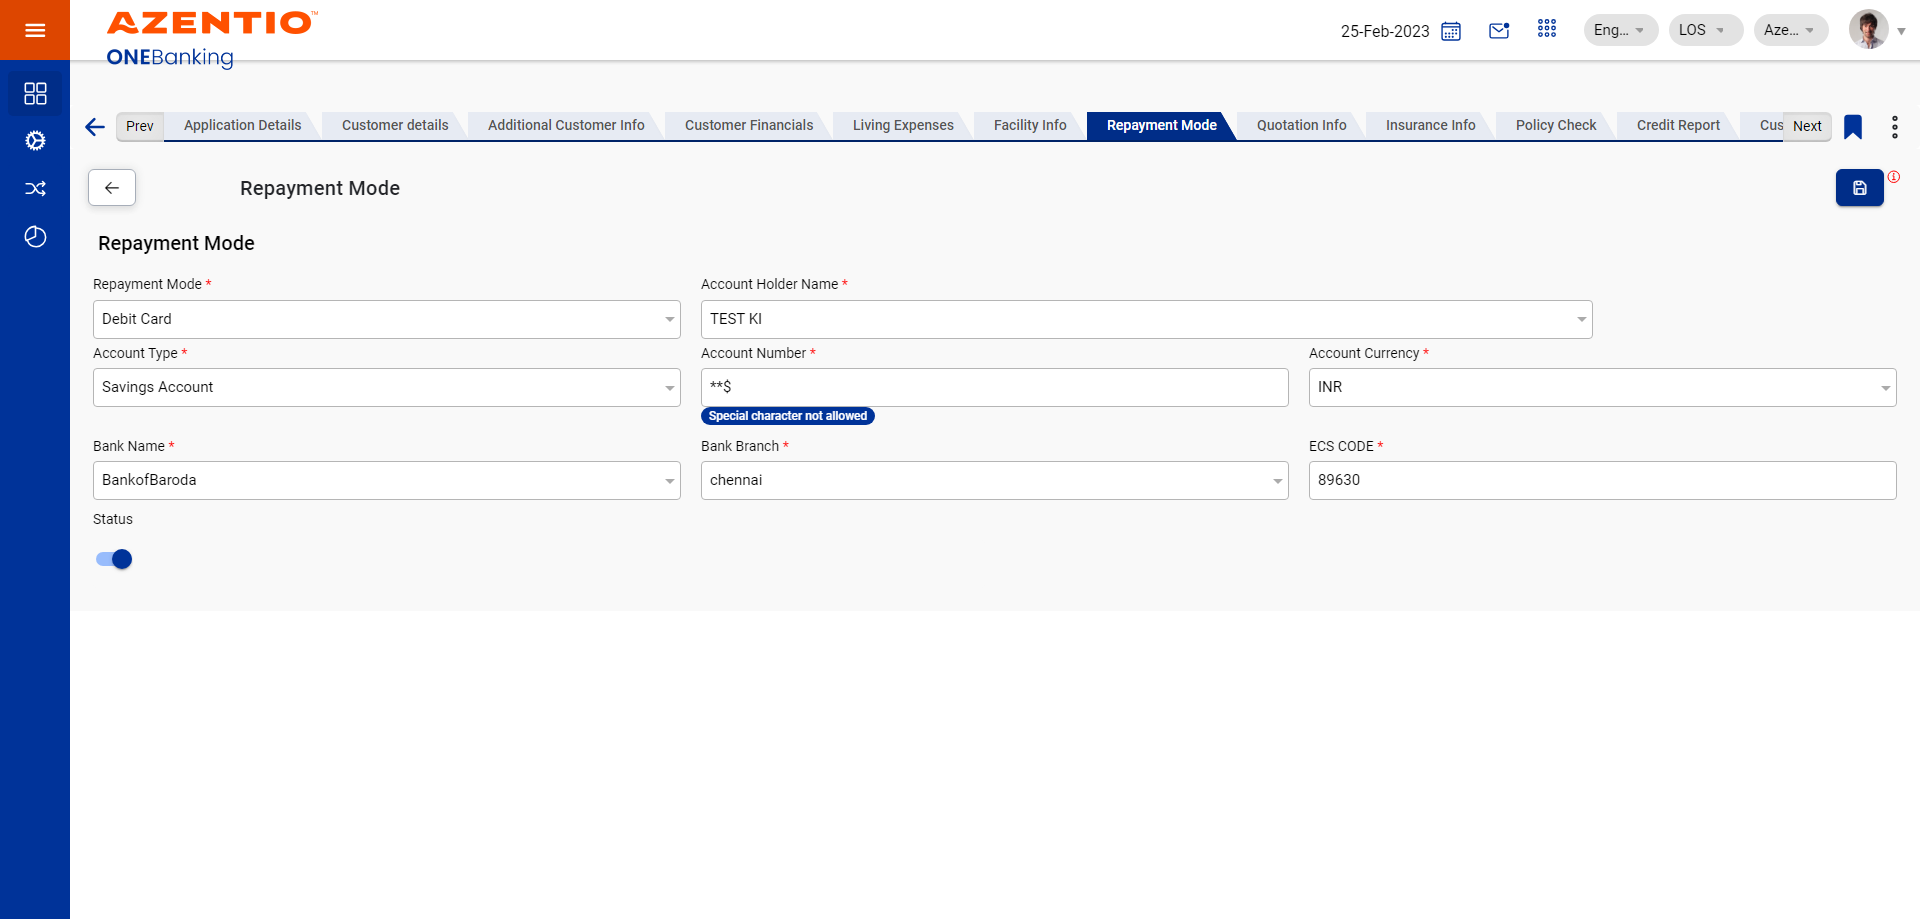 AZENTIO™
ONEBanking
25-Feb-2023
Eng...
LOS
Aze...
Prev
Application Details
Customer details
Additional Customer Info
Customer Financials
Living Expenses
Facility Info
Repayment Mode
Quotation Info
Insurance Info
Policy Check
Credit Report
Cus
Next
Repayment Mode
Repayment Mode
Repayment Mode *
Account Holder Name *
Debit Card
TEST KI
Account Type *
Account Number *
Account Currency *
Savings Account
**$
INR
Special character not allowed
Bank Name *
Bank Branch *
ECS CODE *
BankofBaroda
chennai
89630
Status